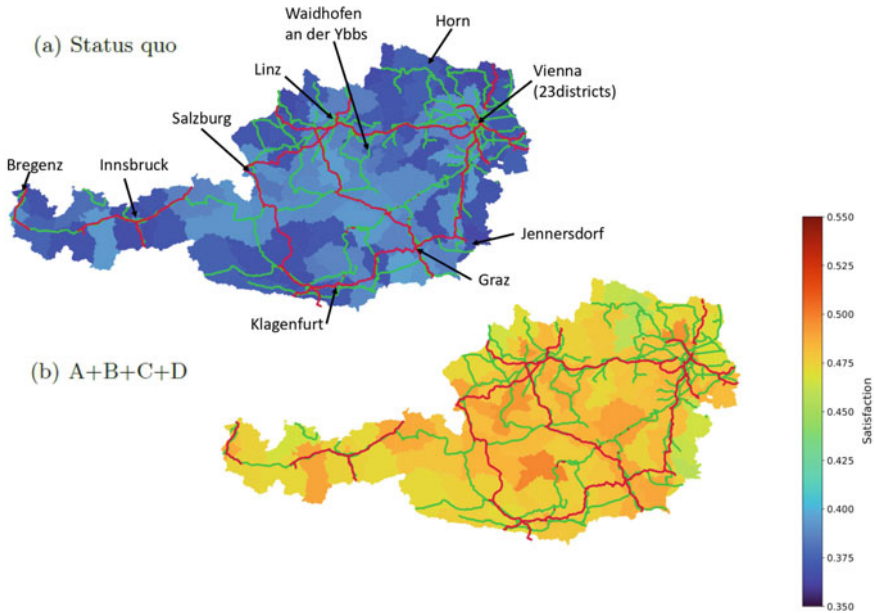 (a) Status quo
Waidhofen
an der Ybbs
Horn
Linz
Vienna
(23districts)
Salzburg
Bregenz
Innsbruck
Jennersdorf
Graz
Klagenfurt
(b) A+B+C+D
0.550
0.525
0.500
0.475
0.450
0.425
0.400
0.375
0.350
Satisfaction